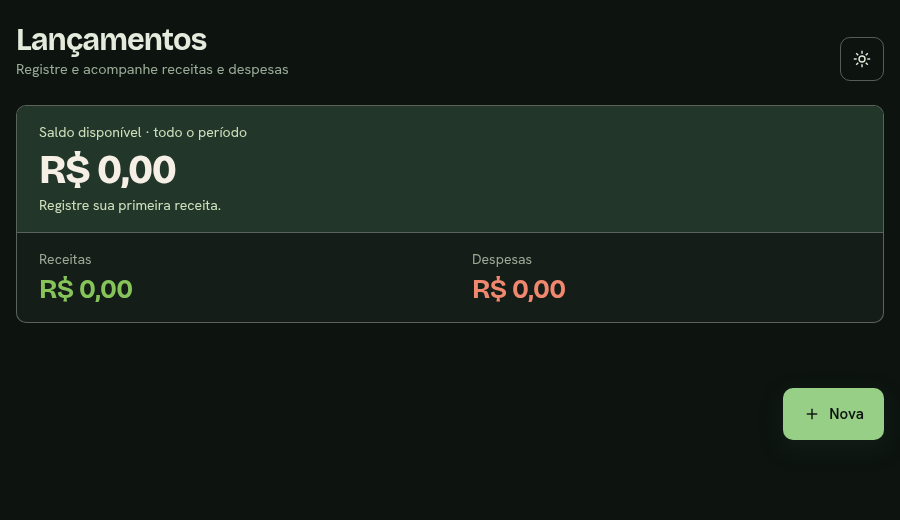 Lançamentos
Registre e acompanhe receitas e despesas
Saldo disponível · todo o período
R$ 0,00
Registre sua primeira receita.
Receitas
R$ 0,00
Despesas
R$ 0,00
+ Nova